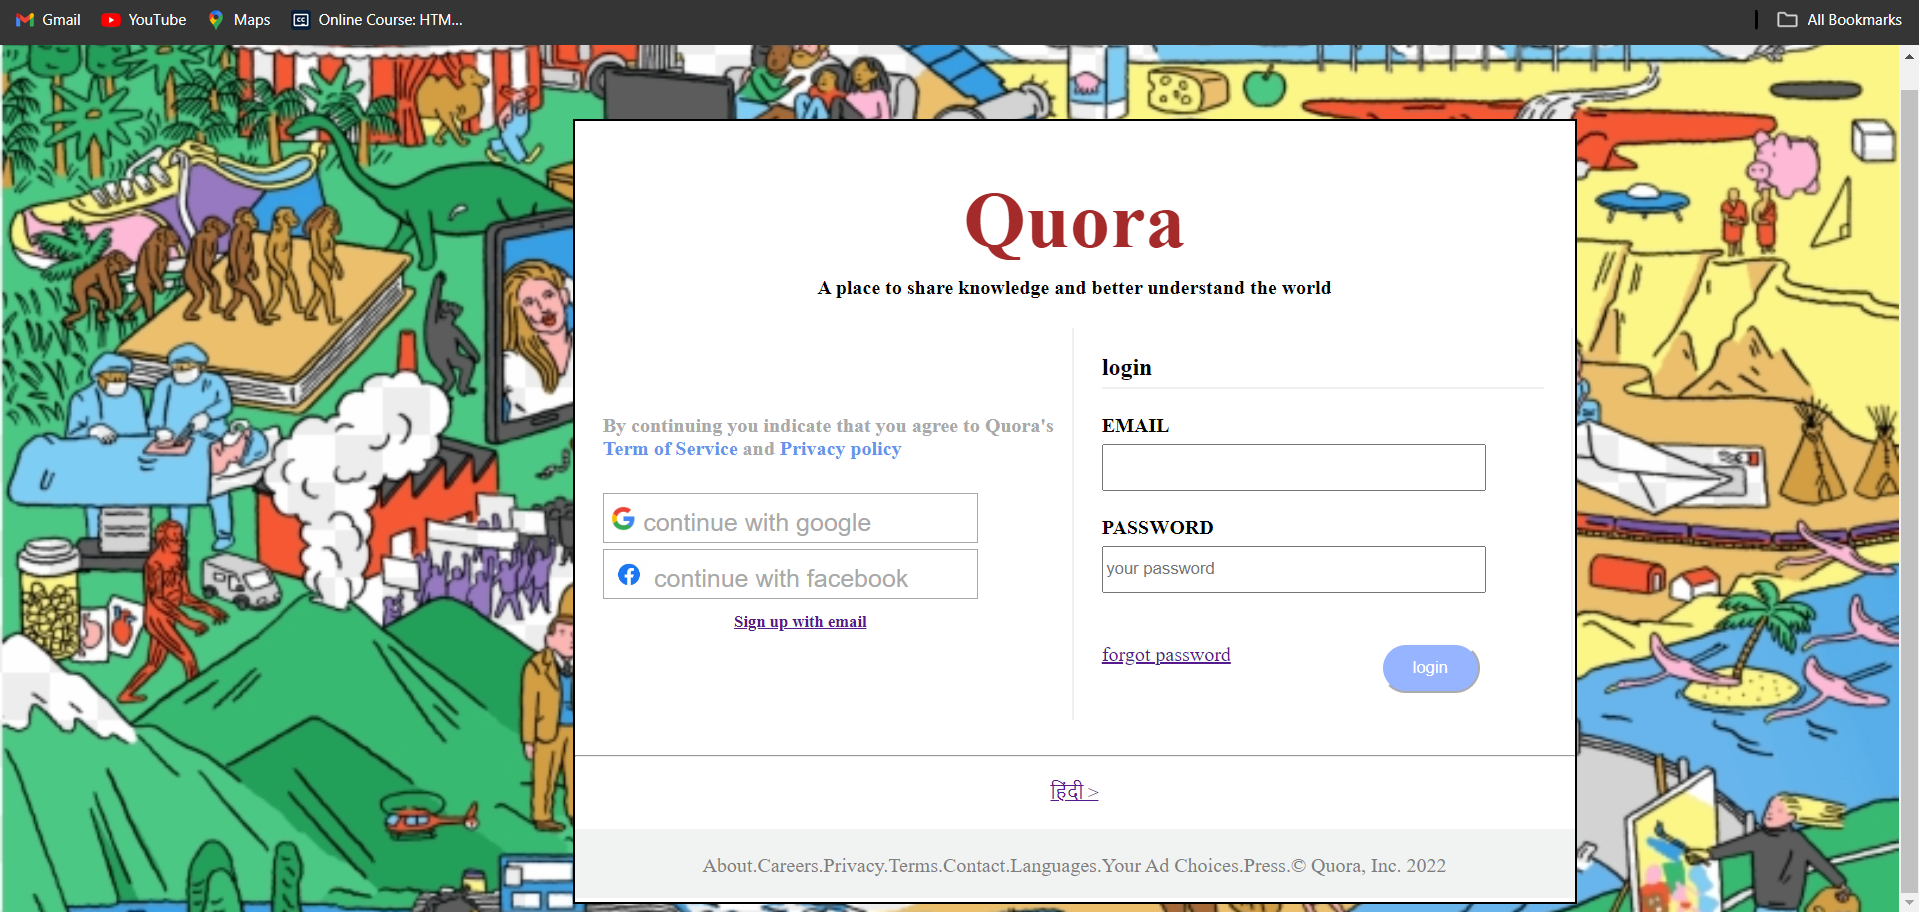 Gmail YouTube Maps Online Course: HTM... All Bookmarks
Quora
A place to share knowledge and better understand the world
By continuing you indicate that you agree to Quora's
Term of Service and Privacy policy
continue with google
continue with facebook
Sign up with email
login
EMAIL
PASSWORD
your password
forgot password
login
हिंदी >
About.Careers.Privacy.Terms.Contact.Languages.Your Ad Choices.Press.© Quora, Inc. 2022